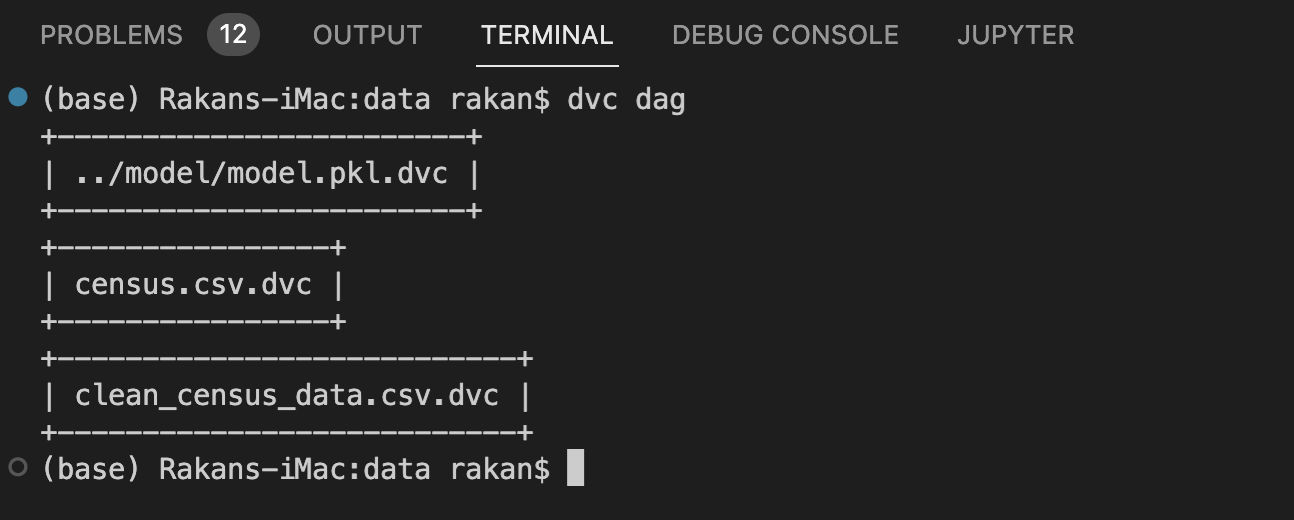 PROBLEMS 12 OUTPUT TERMINAL DEBUG CONSOLE JUPYTER
(base) Rakans-iMac:data rakan$ dvc dag
+------------------------+
| ../model/model.pkl.dvc |
+------------------------+
+----------------+
| census.csv.dvc |
+----------------+
+---------------------------+
| clean_census_data.csv.dvc |
+---------------------------+
(base) Rakans-iMac:data rakan$